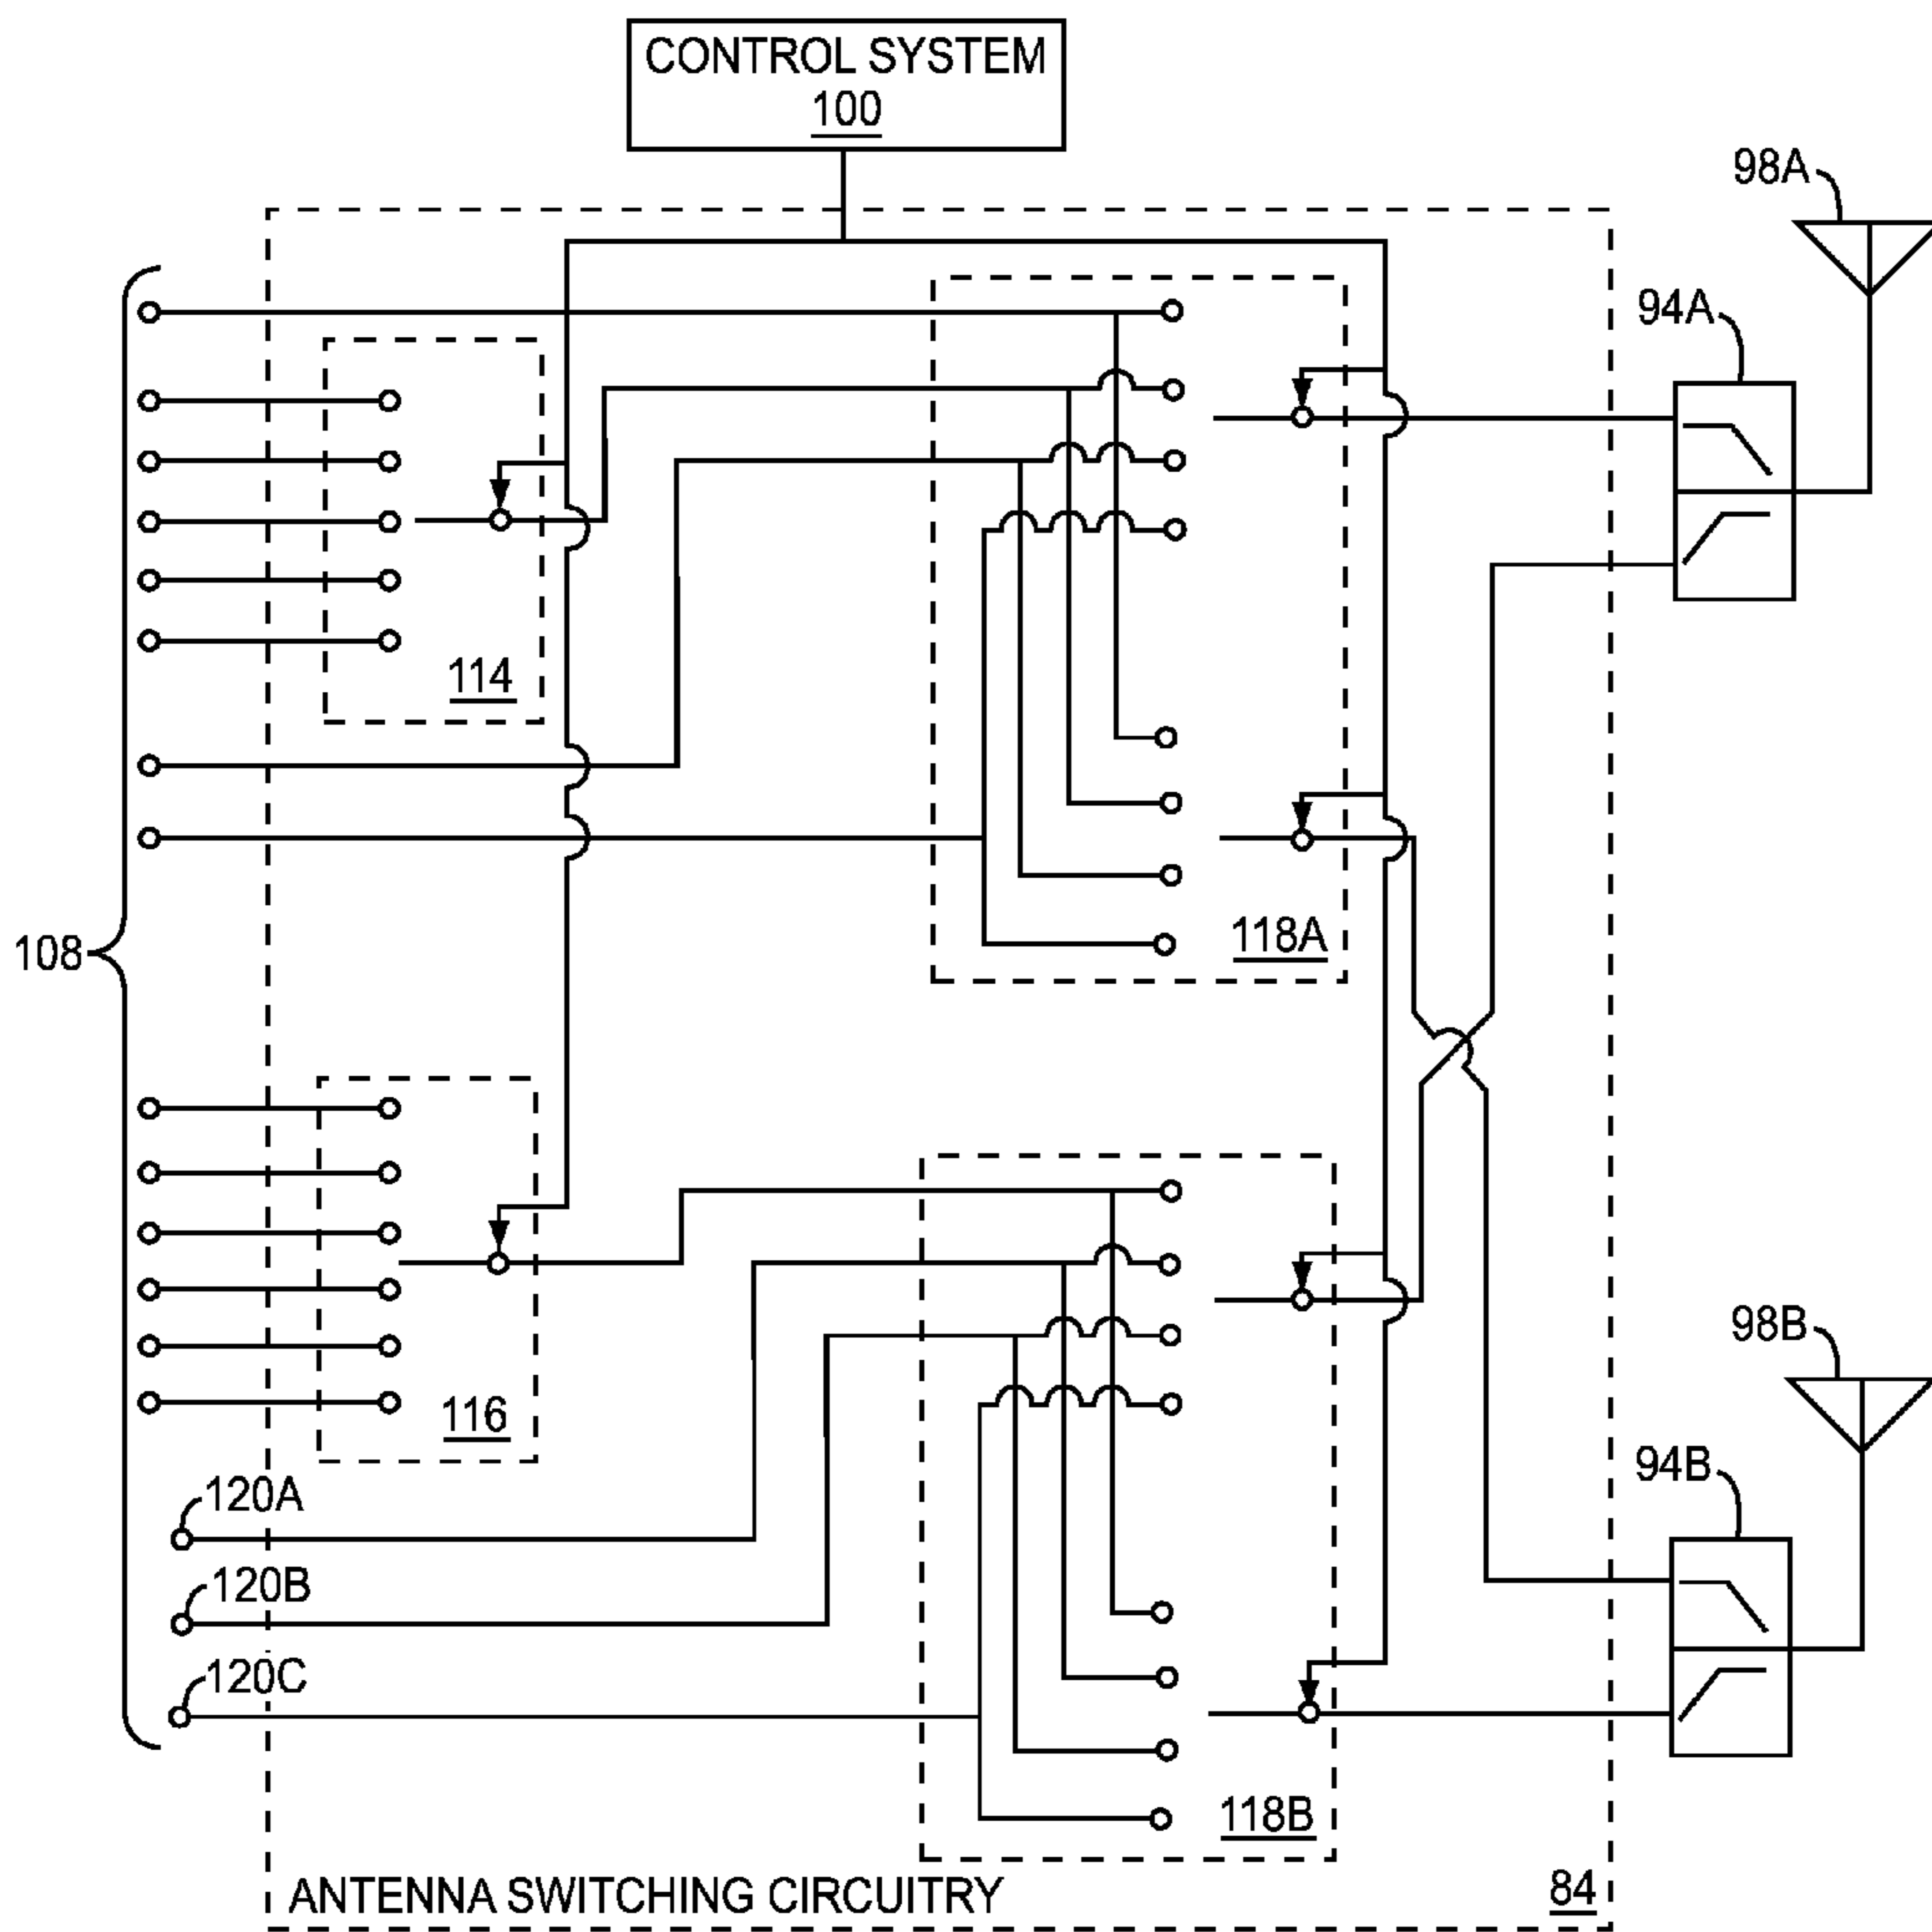 CONTROL SYSTEM
100
98A
94A
114
118A
108
116
98B
94B
120A
120B
120C
118B
ANTENNA SWITCHING CIRCUITRY
84